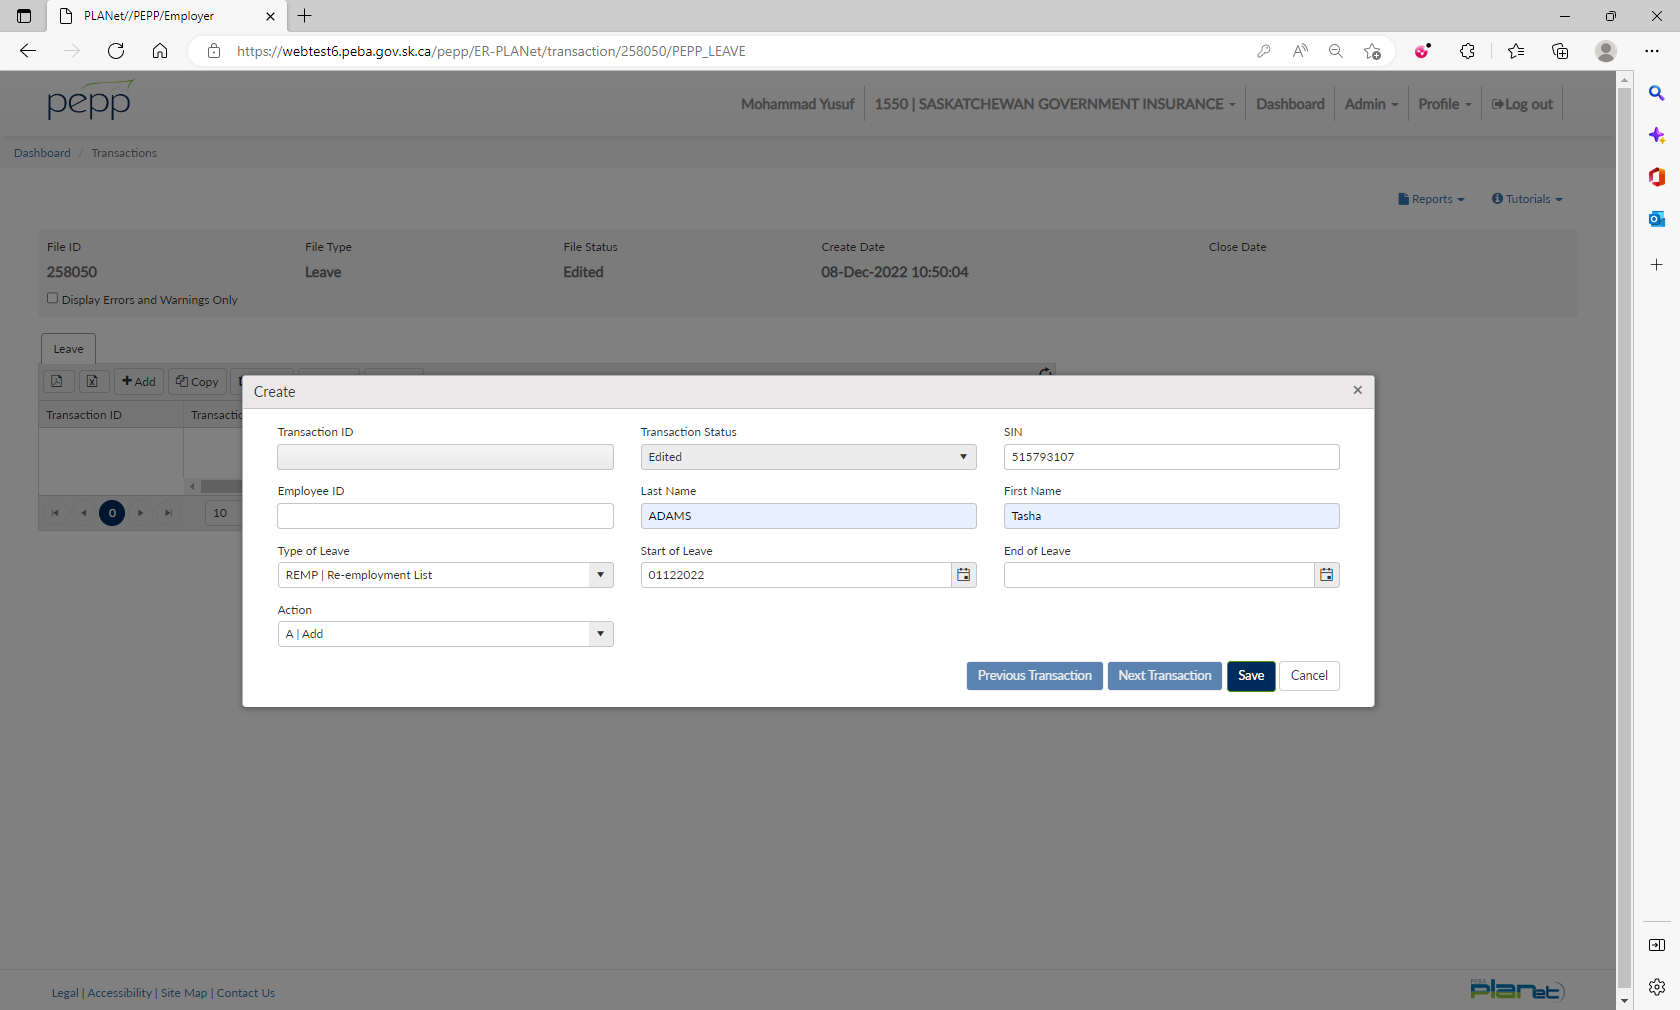 PLANet//PEPP/Employer
https://webtest6.peba.gov.sk.ca/pepp/ER-PLANet/transaction/258050/PEPP_LEAVE
pepp
Mohammad Yusuf
1550 | SASKATCHEWAN GOVERNMENT INSURANCE
Dashboard
Admin
Profile
Log out
Dashboard / Transactions
Reports
Tutorials
File ID
File Type
File Status
Create Date
Close Date
258050
Leave
Edited
08-Dec-2022 10:50:04
Display Errors and Warnings Only
Leave
Add
Copy
Transaction ID
0
10
Create
Transaction ID
Transaction Status
SIN
Edited
515793107
Employee ID
Last Name
First Name
ADAMS
Tasha
Type of Leave
Start of Leave
End of Leave
REMP | Re-employment List
01122022
Action
A | Add
Previous Transaction
Next Transaction
Save
Cancel
Legal | Accessibility | Site Map | Contact Us
PEBA
planet